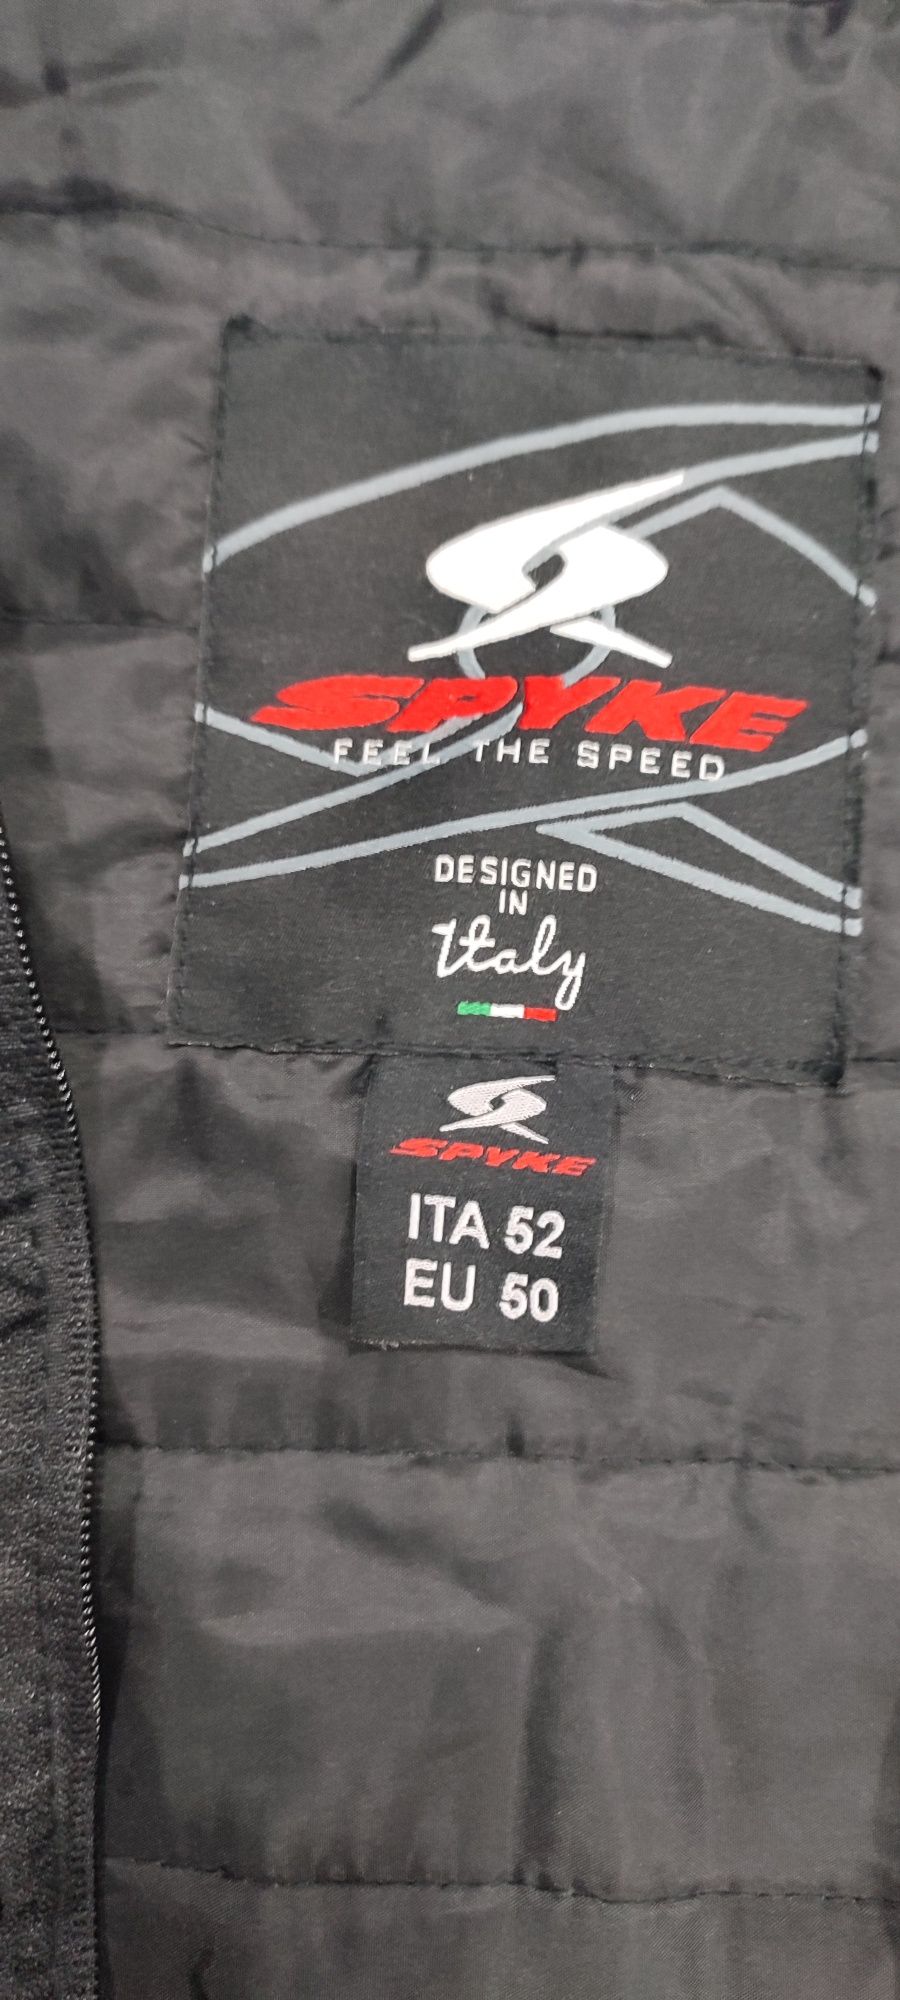 SPYKE
FEEL THE SPEED
DESIGNED
IN
Italy
SPYKE
ITA 52
EU 50